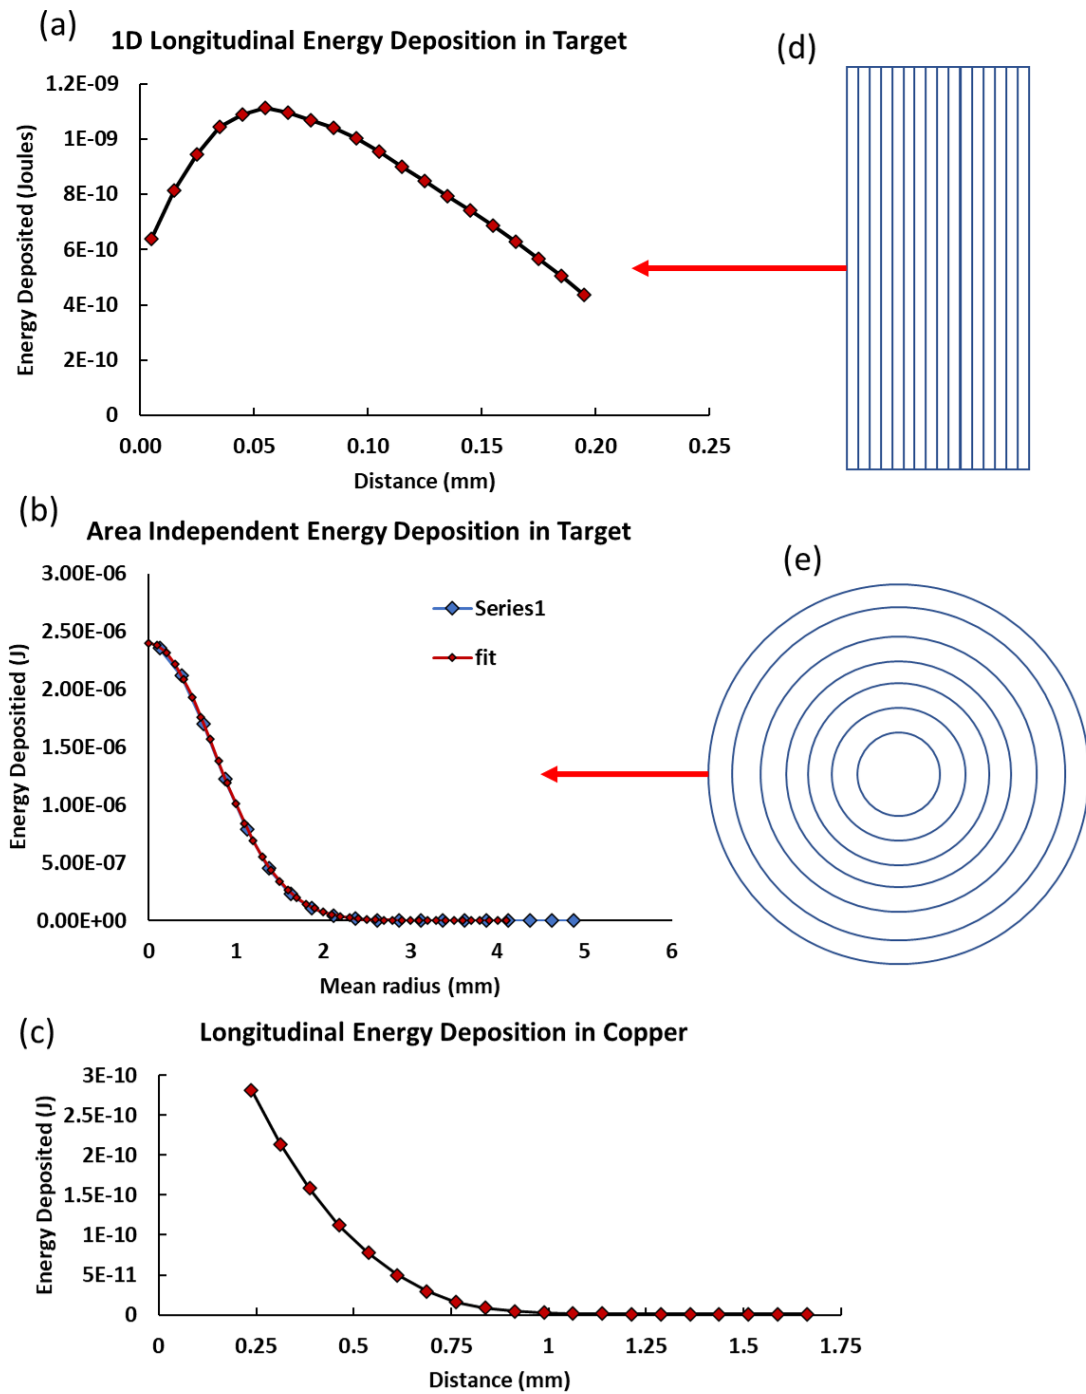 (a)
1D Longitudinal Energy Deposition in Target
(d)
1.2E-09
1E-09
8E-10
6E-10
4E-10
2E-10
0
Energy Deposited (Joules)
0.00 0.05 0.10 0.15 0.20 0.25
Distance (mm)
(b)
Area Independent Energy Deposition in Target
(e)
3.00E-06
2.50E-06
2.00E-06
1.50E-06
1.00E-06
5.00E-07
0.00E+00
Energy Depositied (J)
Series1
fit
0 1 2 3 4 5 6
Mean radius (mm)
(c)
Longitudinal Energy Deposition in Copper
3E-10
2.5E-10
2E-10
1.5E-10
1E-10
5E-11
0
Energy Deposited (J)
0 0.25 0.5 0.75 1 1.25 1.5 1.75
Distance (mm)